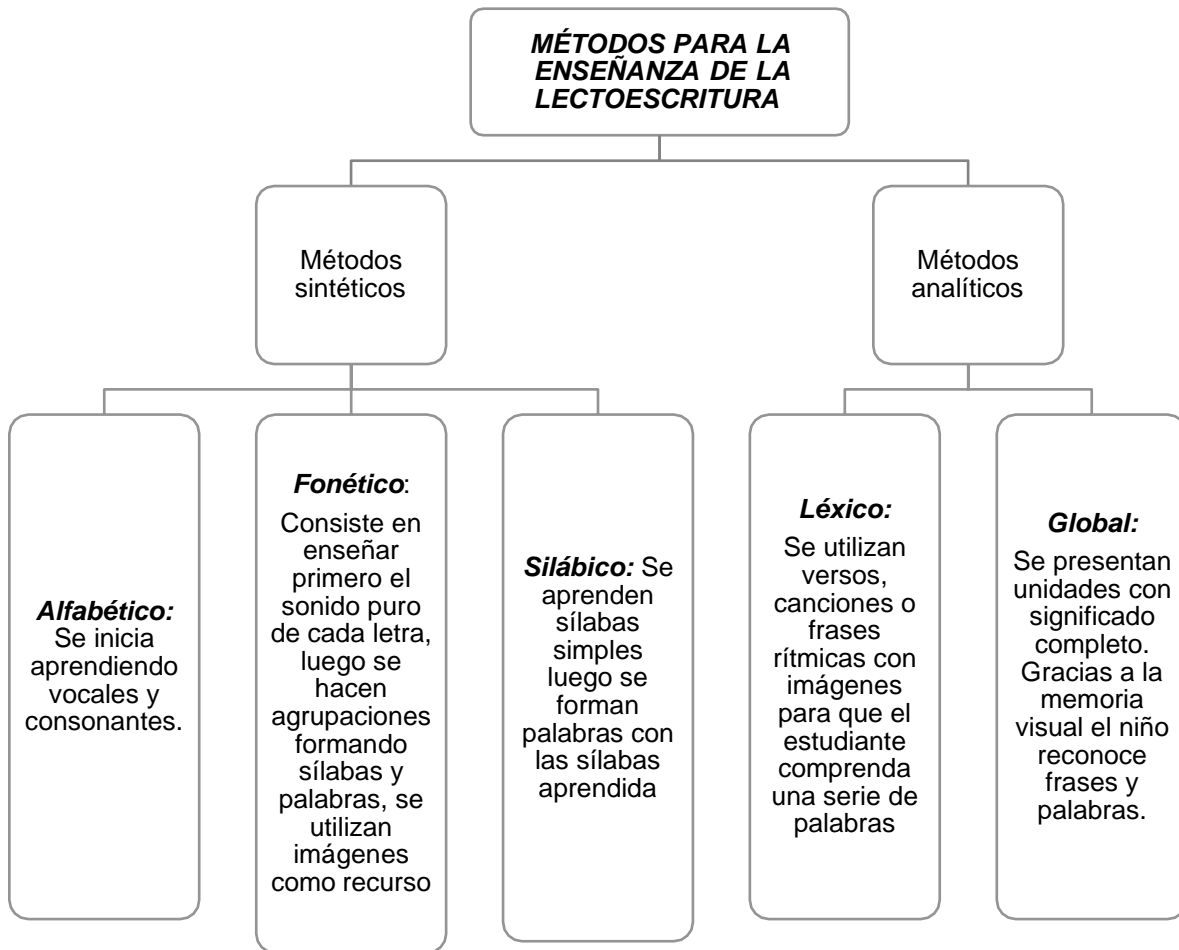 MÉTODOS PARA LA
ENSEÑANZA DE LA
LECTOESCRITURA
Métodos
sintéticos
Métodos
analíticos
Alfabético:
Se inicia
aprendiendo
vocales y
consonantes.
Fonético:
Consiste en
enseñar
primero el
sonido puro
de cada letra,
luego se
hacen
agrupaciones
formando
sílabas y
palabras, se
utilizan
imágenes
como recurso
Silábico: Se
aprenden
sílabas
simples
luego se
forman
palabras con
las sílabas
aprendida
Léxico:
Se utilizan
versos,
canciones o
frases
rítmicas con
imágenes
para que el
estudiante
comprenda
una serie de
palabras
Global:
Se presentan
unidades con
significado
completo.
Gracias a la
memoria
visual el niño
reconoce
frases y
palabras.